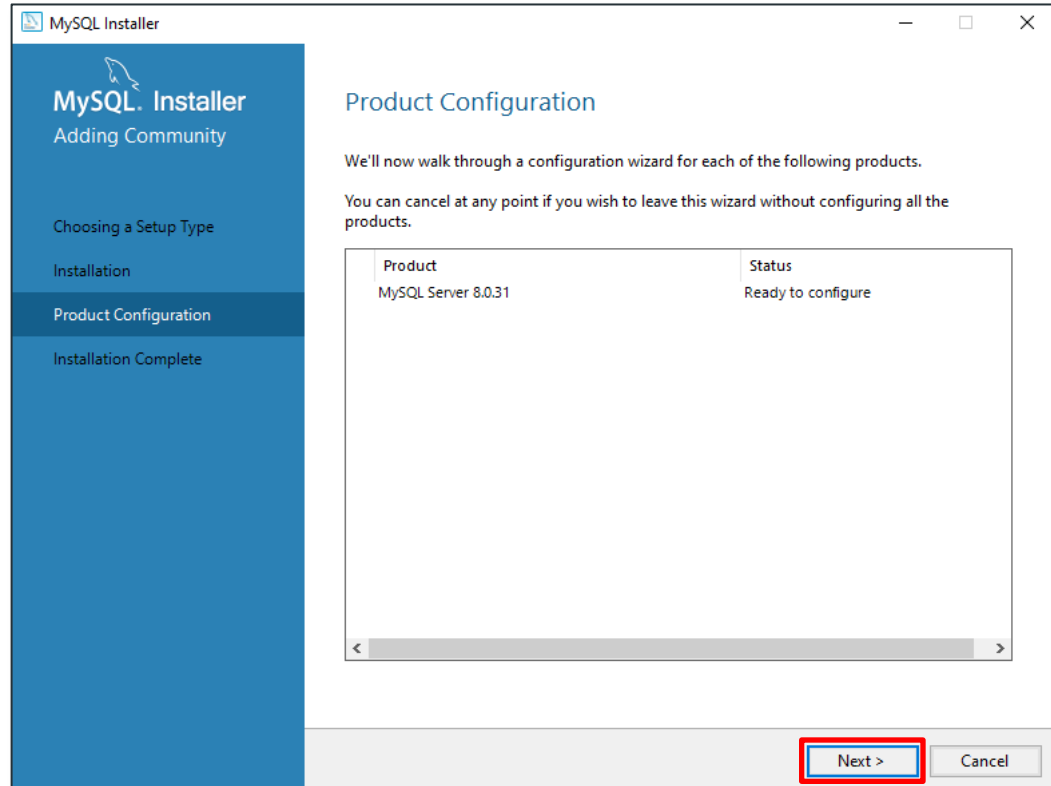 MySQL Installer
MySQL. Installer
Adding Community
Choosing a Setup Type
Installation
Product Configuration
Installation Complete
Product Configuration
We'll now walk through a configuration wizard for each of the following products.
You can cancel at any point if you wish to leave this wizard without configuring all the
products.
Product Status
MySQL Server 8.0.31 Ready to configure
Next > Cancel